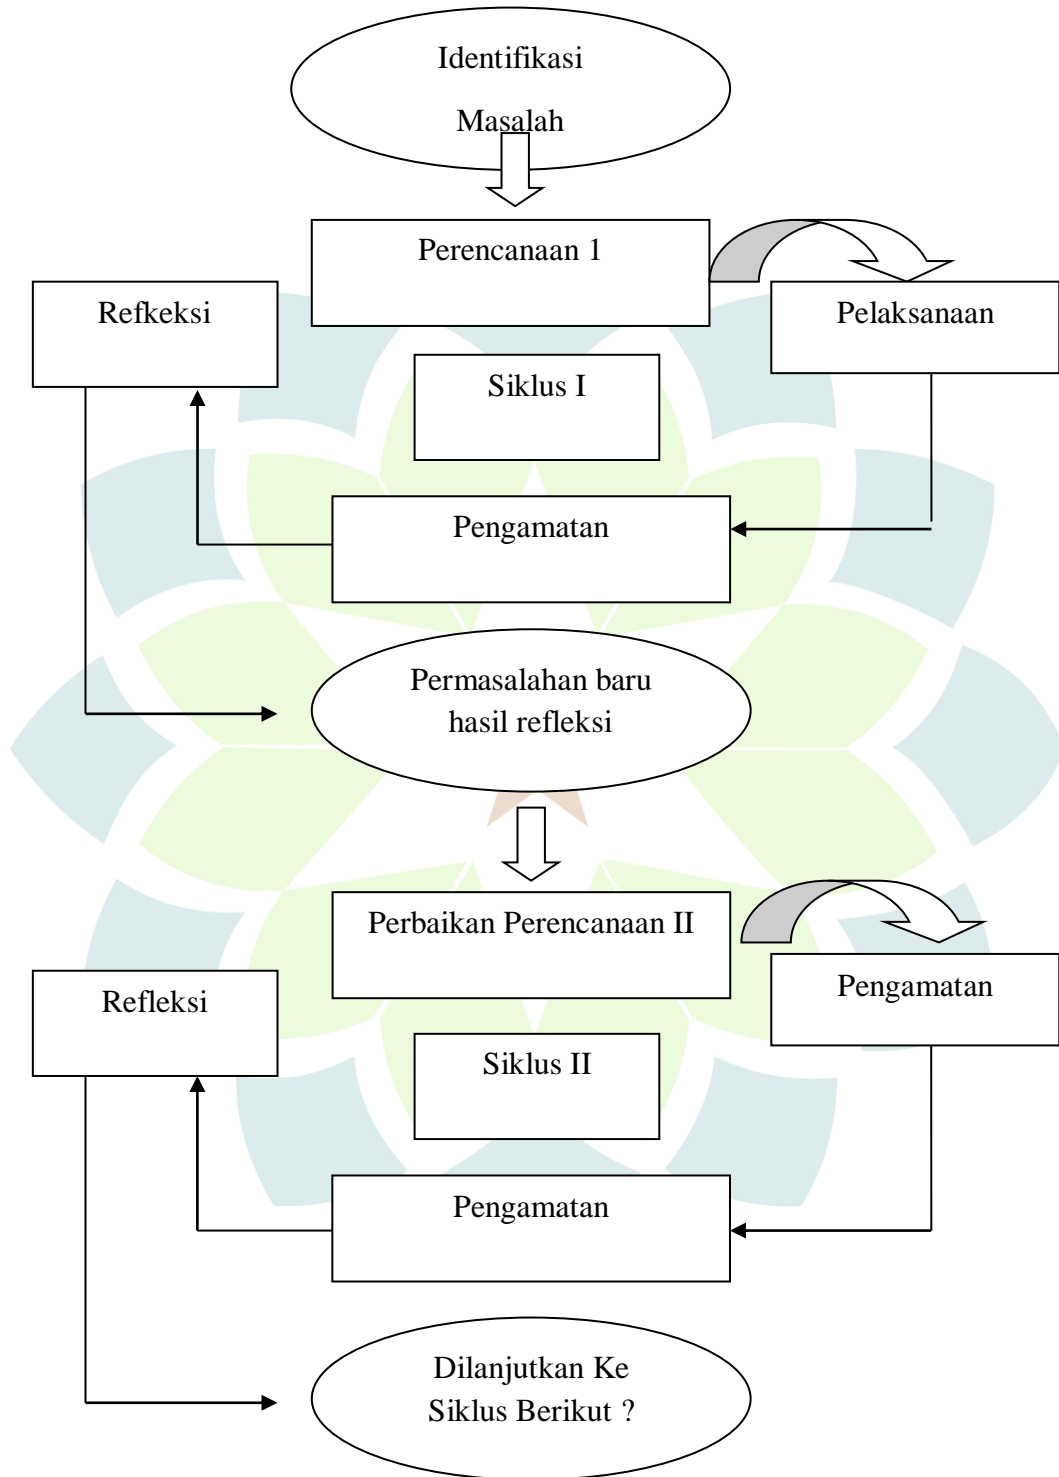 Identifikasi
Masalah
Perencanaan 1
Refkeksi
Pelaksanaan
Siklus I
Pengamatan
Permasalahan baru
hasil refleksi
Perbaikan Perencanaan II
Refleksi
Pengamatan
Siklus II
Pengamatan
Dilanjutkan Ke
Siklus Berikut ?